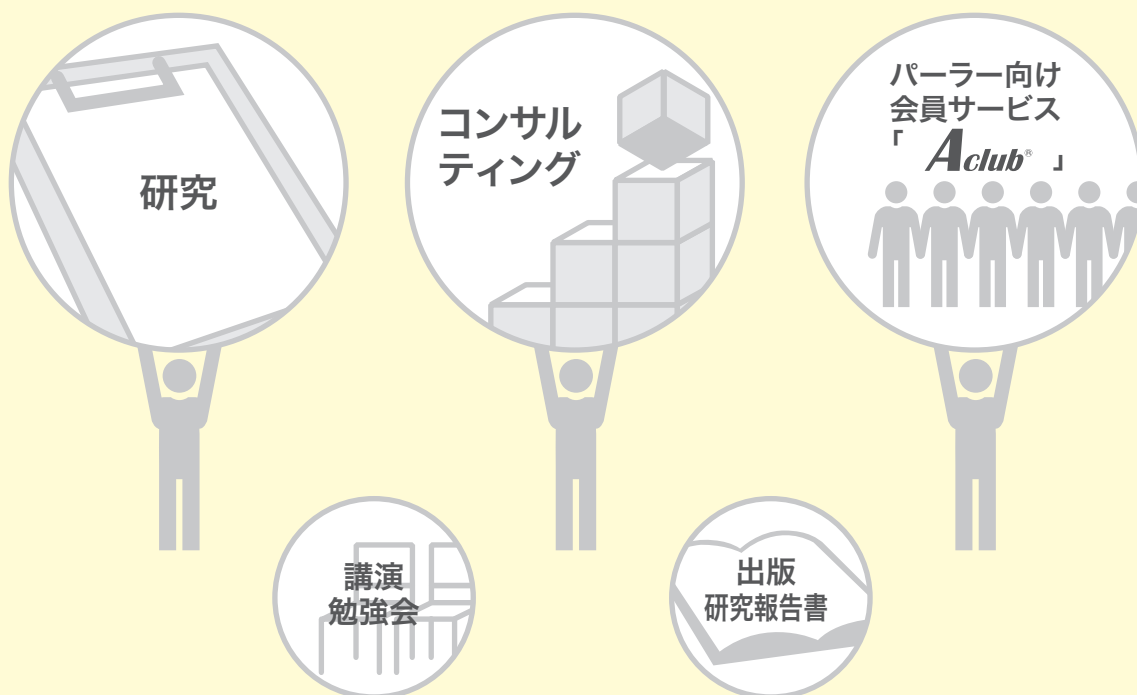 研究
コンサル
ティング
パーラー向け
会員サービス
「Aclub®」
講演
勉強会
出版
研究報告書